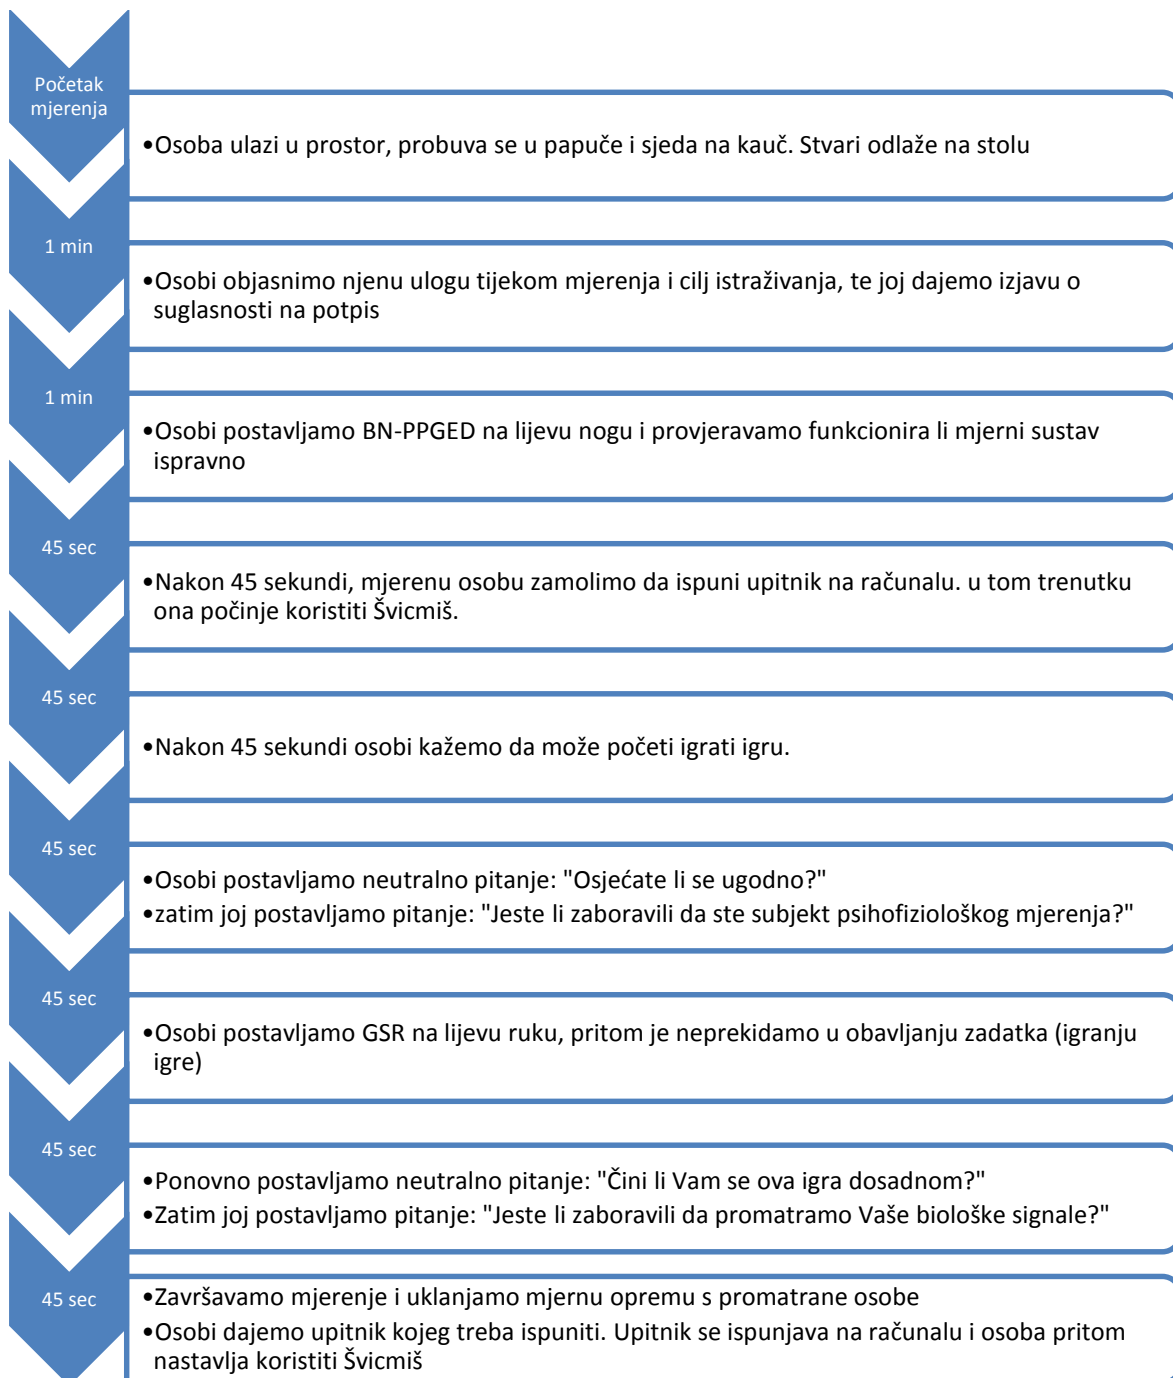 Početak
mjerenja
•Osoba ulazi u prostor, probuva se u papuče i sjeda na kauč. Stvari odlaže na stolu
1 min
•Osobi objasnimo njenu ulogu tijekom mjerenja i cilj istraživanja, te joj dajemo izjavu o
suglasnosti na potpis
1 min
•Osobi postavljamo BN-PPGED na lijevu nogu i provjeravamo funkcionira li mjerni sustav
ispravno
45 sec
•Nakon 45 sekundi, mjerenu osobu zamolimo da ispuni upitnik na računalu. u tom trenutku
ona počinje koristiti Švicmiš.
45 sec
•Nakon 45 sekundi osobi kažemo da može početi igrati igru.
45 sec
•Osobi postavljamo neutralno pitanje: "Osjećate li se ugodno?"
•zatim joj postavljamo pitanje: "Jeste li zaboravili da ste subjekt psihofiziološkog mjerenja?"
45 sec
•Osobi postavljamo GSR na lijevu ruku, pritom je neprekidamo u obavljanju zadatka (igranju
igre)
45 sec
•Ponovno postavljamo neutralno pitanje: "Čini li Vam se ova igra dosadnom?"
•Zatim joj postavljamo pitanje: "Jeste li zaboravili da promatramo Vaše biološke signale?"
45 sec
•Završavamo mjerenje i uklanjamo mjernu opremu s promatrane osobe
•Osobi dajemo upitnik kojeg treba ispuniti. Upitnik se ispunjava na računalu i osoba pritom
nastavlja koristiti Švicmiš